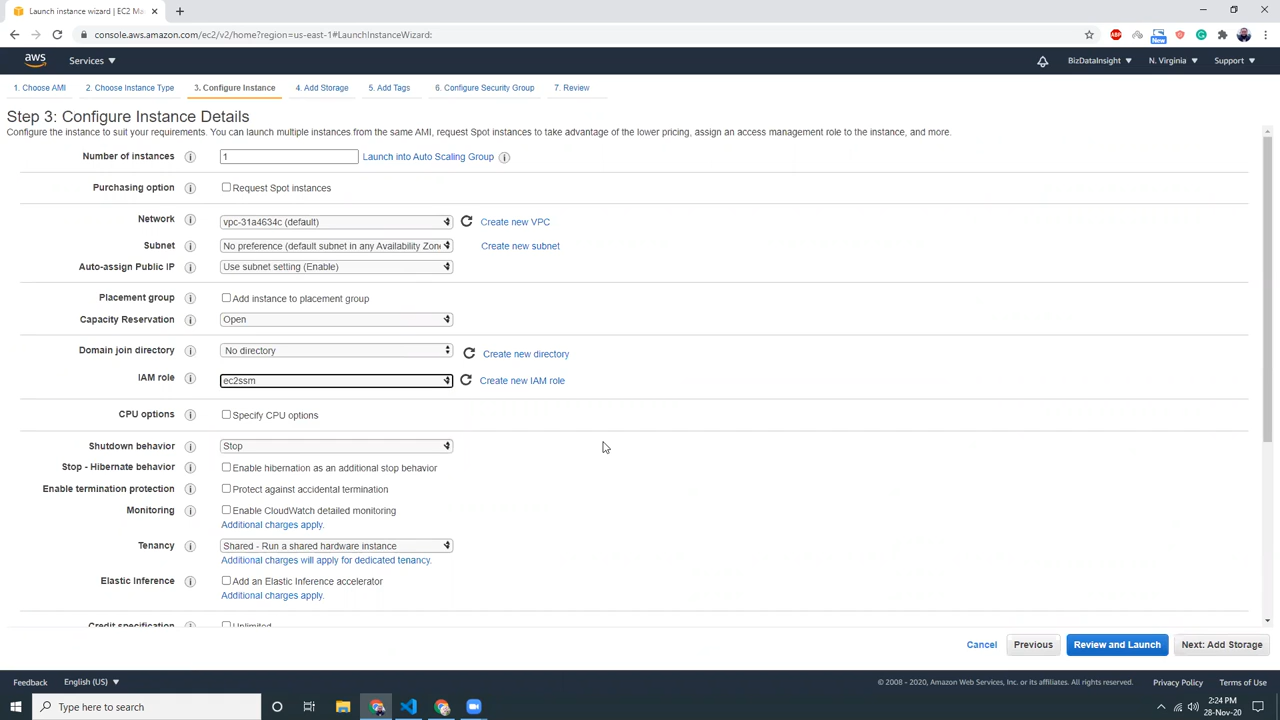 Launch instance wizard | EC2 Ma
console.aws.amazon.com/ec2/v2/home?region=us-east-1#LaunchInstanceWizard:
ABP
New
aws
Services
BizDataInsight
N. Virginia
Support
1. Choose AMI
2. Choose Instance Type
3. Configure Instance
4. Add Storage
5. Add Tags
6. Configure Security Group
7. Review
Step 3: Configure Instance Details
Configure the instance to suit your requirements. You can launch multiple instances from the same AMI, request Spot instances to take advantage of the lower pricing, assign an access management role to the instance, and more.
Number of instances
1
Launch into Auto Scaling Group
Purchasing option
Request Spot instances
Network
vpc-31a4634c (default)
Create new VPC
Subnet
No preference (default subnet in any Availability Zon
Create new subnet
Auto-assign Public IP
Use subnet setting (Enable)
Placement group
Add instance to placement group
Capacity Reservation
Open
Domain join directory
No directory
Create new directory
IAM role
ec2ssm
Create new IAM role
CPU options
Specify CPU options
Shutdown behavior
Stop
Stop - Hibernate behavior
Enable hibernation as an additional stop behavior
Enable termination protection
Protect against accidental termination
Monitoring
Enable CloudWatch detailed monitoring
Additional charges apply.
Tenancy
Shared - Run a shared hardware instance
Additional charges will apply for dedicated tenancy.
Elastic Inference
Add an Elastic Inference accelerator
Additional charges apply.
Credit specification
Unlimited
Cancel
Previous
Review and Launch
Next: Add Storage
Feedback
English (US)
© 2008 - 2020, Amazon Web Services, Inc. or its affiliates. All rights reserved.
Privacy Policy
Terms of Use
Type here to search
2:24 PM
28-Nov-20